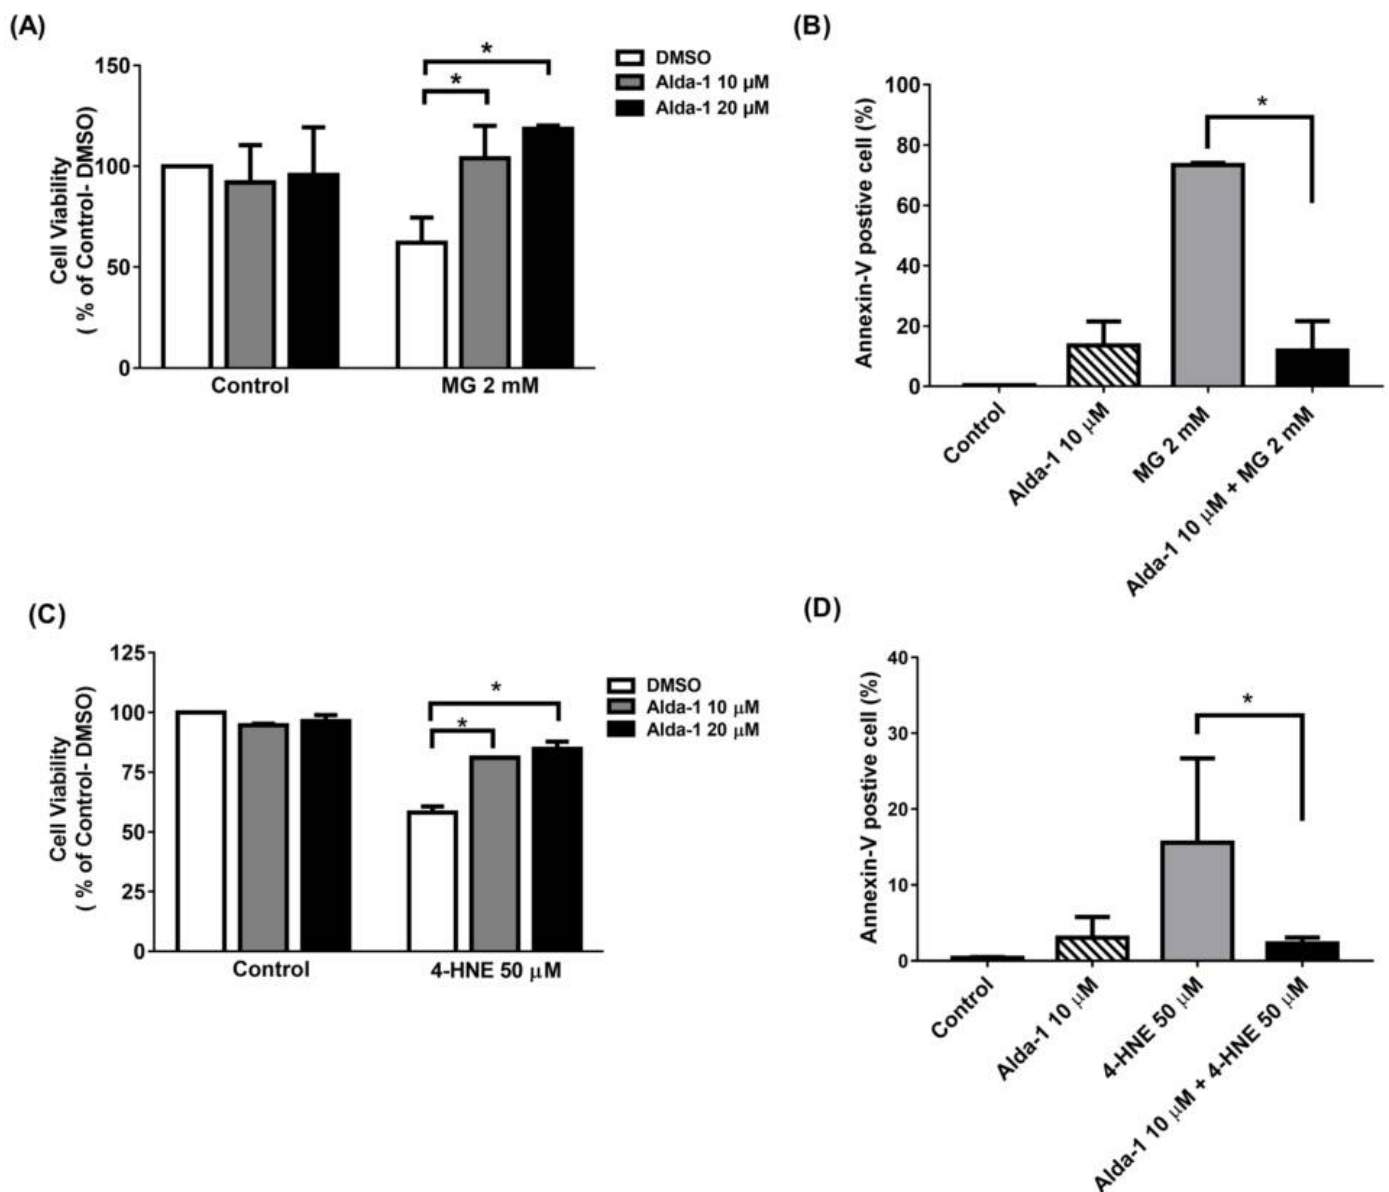 (A)
150
100
50
0
Cell Viability
( % of Control- DMSO)
*
*
DMSO
Alda-1 10 µM
Alda-1 20 µM
Control
MG 2 mM
(B)
100
80
60
40
20
0
Annexin-V postive cell (%)
*
Control
Alda-1 10 µM
MG 2 mM
Alda-1 10 µM + MG 2 mM
(C)
125
100
75
50
25
0
Cell Viability
( % of Control- DMSO)
*
*
DMSO
Alda-1 10 µM
Alda-1 20 µM
Control
4-HNE 50 µM
(D)
40
30
20
10
0
Annexin-V postive cell (%)
*
Control
Alda-1 10 µM
4-HNE 50 µM
Alda-1 10 µM + 4-HNE 50 µM